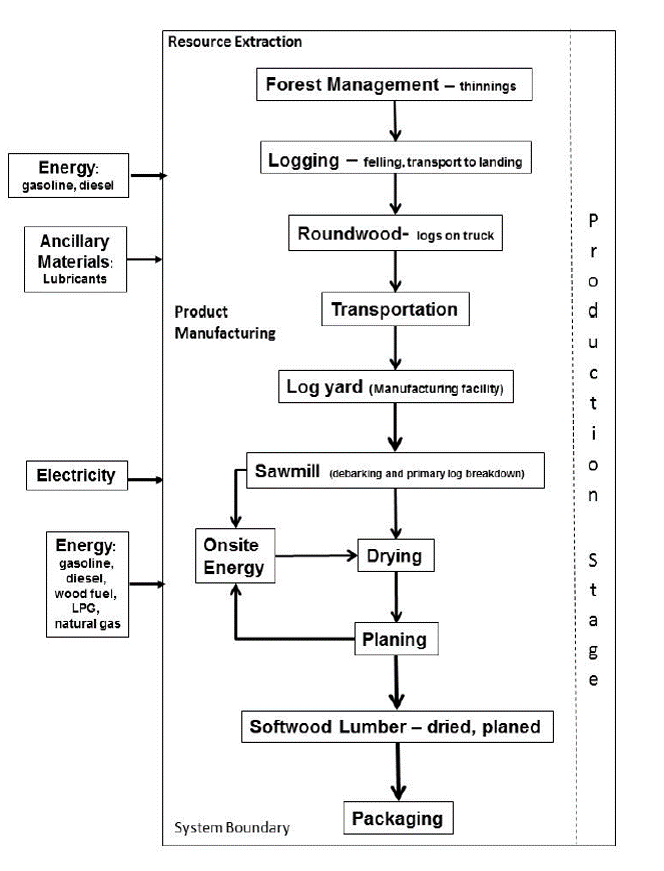 Resource Extraction
Forest Management – thinnings
Logging – felling, transport to landing
Energy:
gasoline, diesel
Roundwood- logs on truck
Ancillary
Materials:
Lubricants
Transportation
Product
Manufacturing
Log yard (Manufacturing facility)
Electricity
Sawmill (debarking and primary log breakdown)
Energy:
gasoline,
diesel,
wood fuel,
LPG,
natural gas
Onsite
Energy
Drying
Planing
Softwood Lumber – dried, planed
Packaging
System Boundary
Production Stage